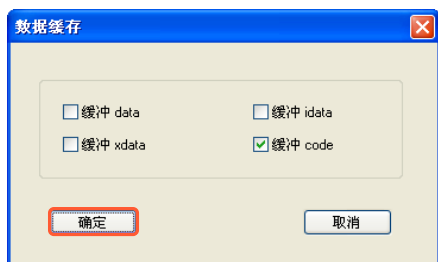 数据缓存
缓冲 data 缓冲 idata
缓冲 xdata 缓冲 code
确定 取消